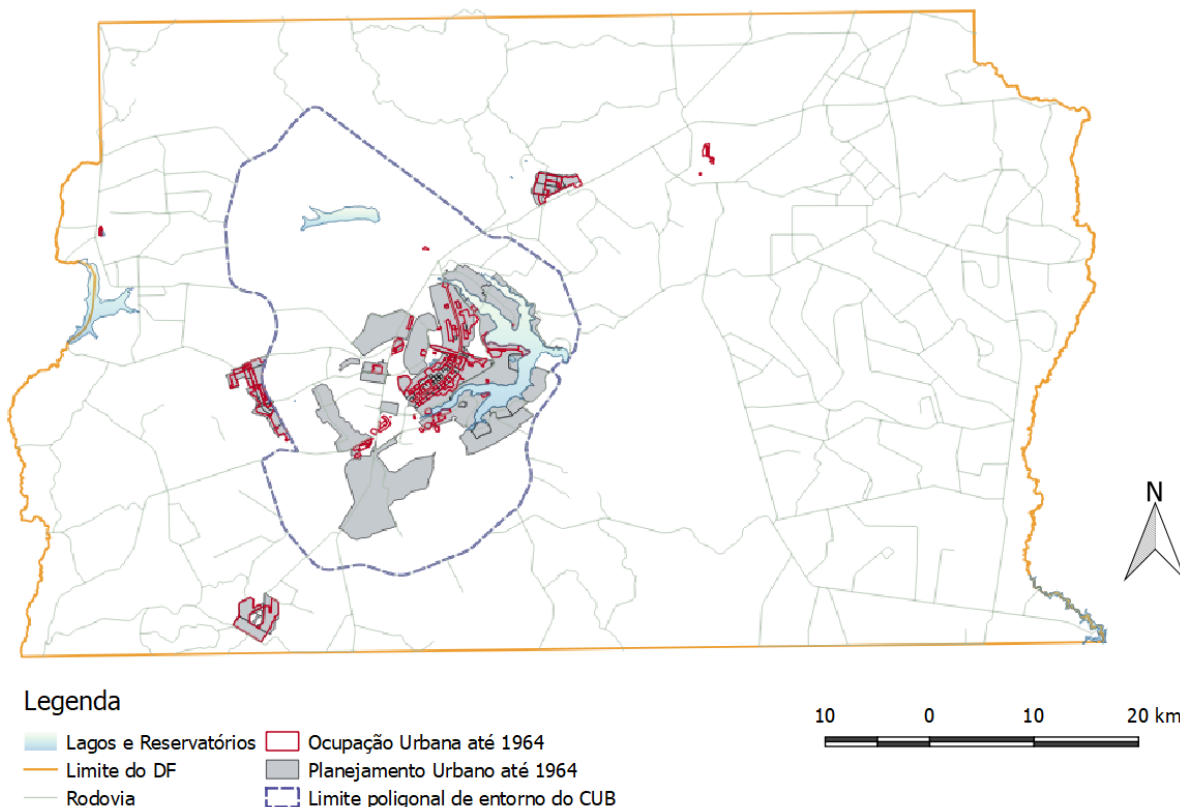 N
Legenda
Lagos e Reservatórios
Limite do DF
Rodovia
Ocupação Urbana até 1964
Planejamento Urbano até 1964
Limite poligonal de entorno do CUB
10 0 10 20 km